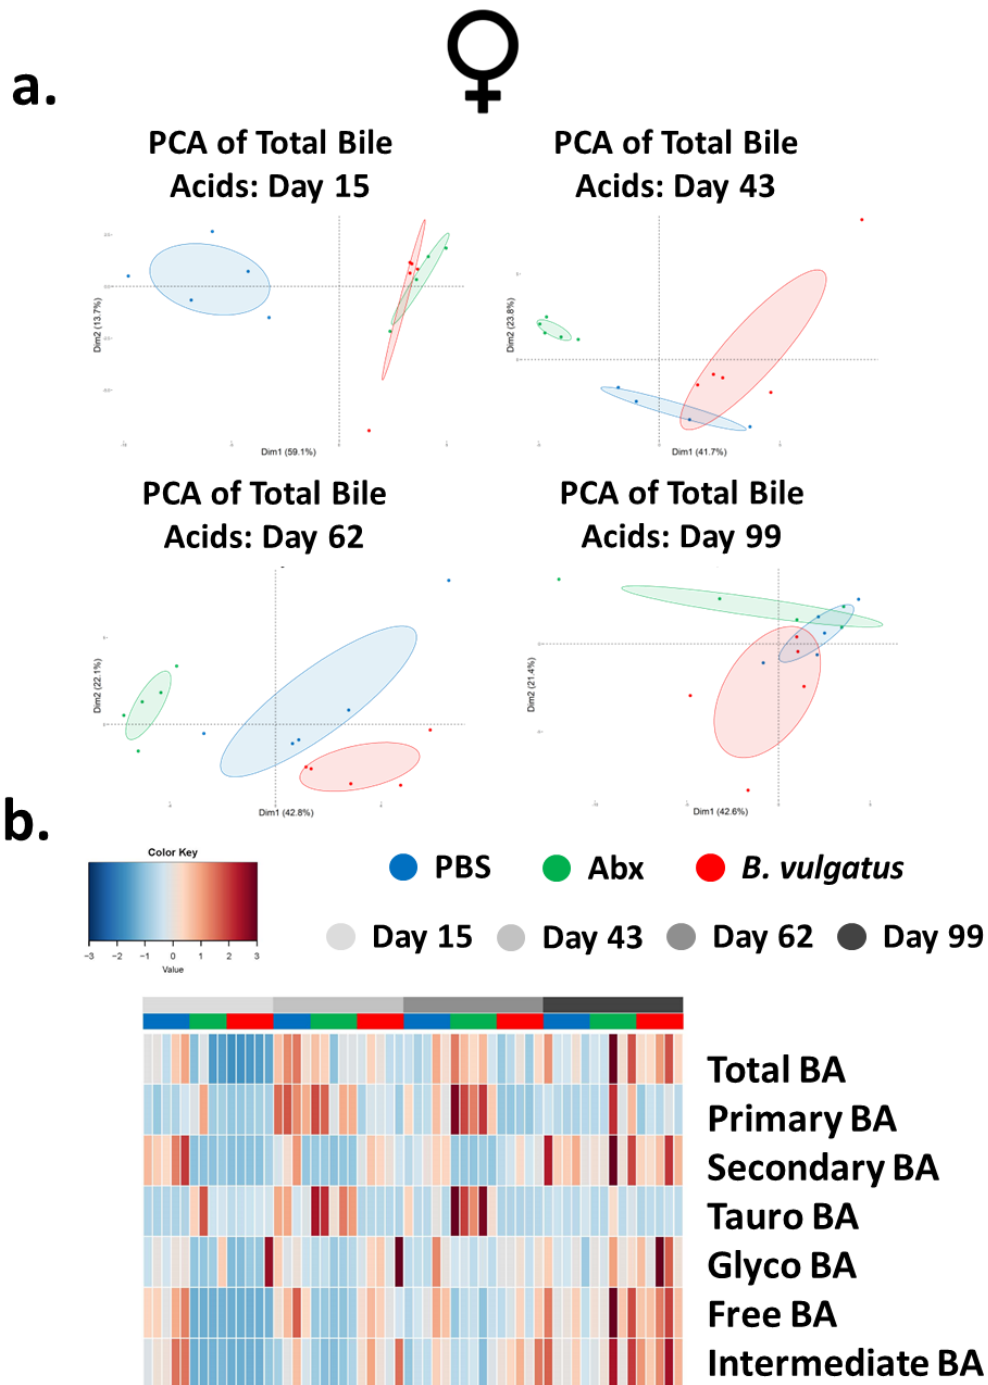 a.
PCA of Total Bile
Acids: Day 15
PCA of Total Bile
Acids: Day 43
Dim2 (13.7%)
Dim1 (59.1%)
Dim2 (23.8%)
Dim1 (41.7%)
PCA of Total Bile
Acids: Day 62
PCA of Total Bile
Acids: Day 99
Dim2 (22.1%)
Dim1 (42.8%)
Dim2 (21.4%)
Dim1 (42.6%)
b.
Color Key
-3 -2 -1 0 1 2 3
Value
PBS Abx B. vulgatus
Day 15 Day 43 Day 62 Day 99
Total BA
Primary BA
Secondary BA
Tauro BA
Glyco BA
Free BA
Intermediate BA